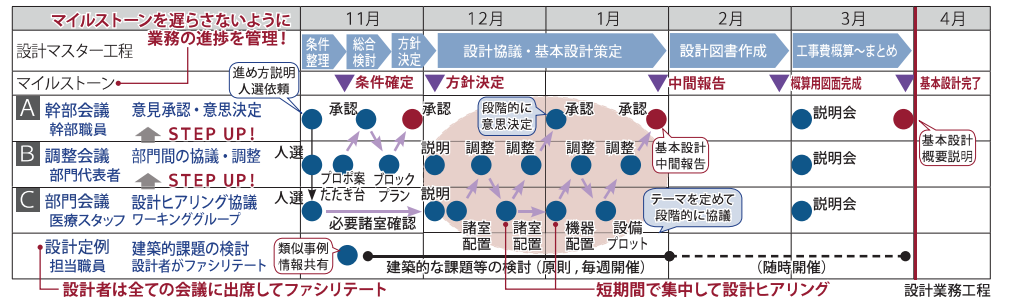 マイルストーンを遅らさないように
業務の進捗を管理！
11月
12月
1月
2月
3月
4月
設計マスター工程
条件
整理
総合
検討
方針
決定
設計協議・基本設計策定
設計図書作成
工事費概算～まとめ
マイルストーン
条件確定
方針決定
中間報告
概算用図面完成
基本設計完了
進め方説明
人選依頼
A 幹部会議
幹部職員
意見承認・意思決定
STEP UP!
承認
承認
段階的に
意思決定
承認
承認
説明会
基本設計
中間報告
基本設計
概要説明
B 調整会議
部門代表者
部門間の協議・調整
STEP UP!
人選
プロポ案
たたき台
ブロック
プラン
説明
調整
調整
調整
調整
説明会
C 部門会議
医療スタッフ
設計ヒアリング協議
ワーキンググループ
人選
必要諸室確認
説明
諸室
配置
諸室
配置
機器
配置
設備
プロット
テーマを定めて
段階的に協議
説明会
設計定例
担当職員
建築的課題の検討
設計者がファシリテート
類似事例
情報共有
建築的な課題等の検討（原則，毎週開催）
（随時開催）
設計者は全ての会議に出席してファシリテート
短期間で集中して設計ヒアリング
設計業務工程